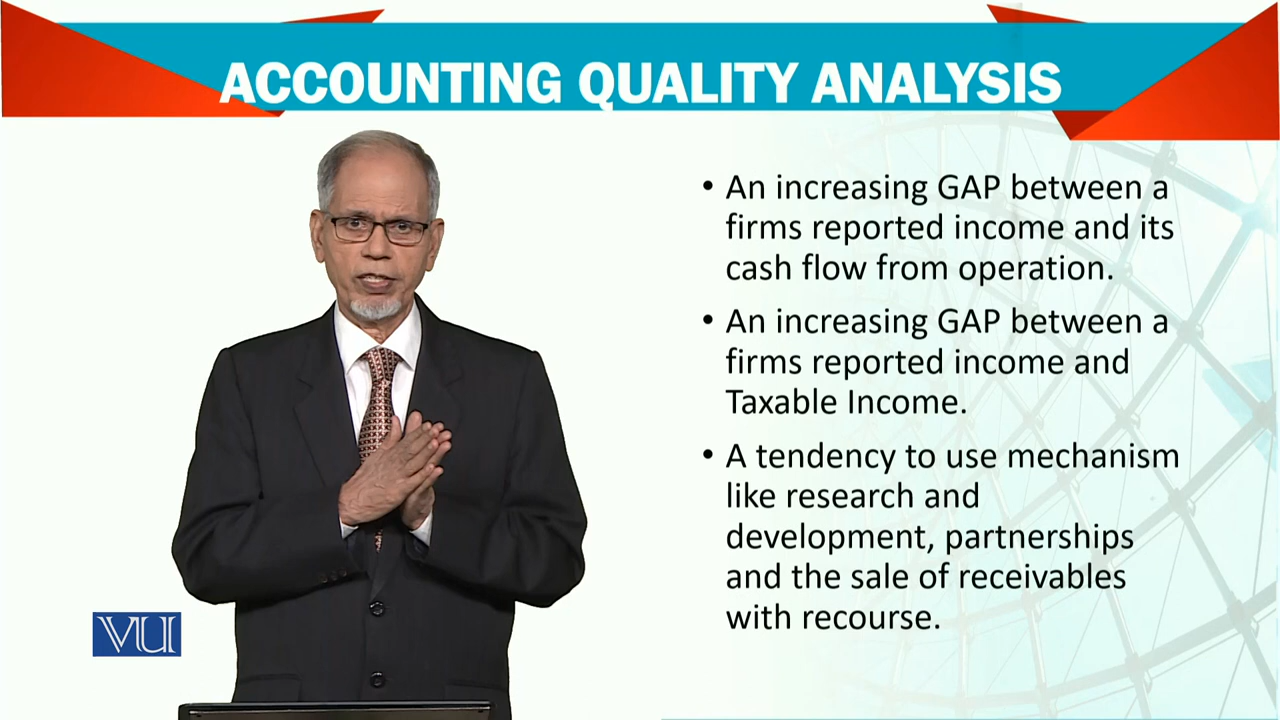 ACCOUNTING QUALITY ANALYSIS
• An increasing GAP between a
firms reported income and its
cash flow from operation.
• An increasing GAP between a
firms reported income and
Taxable Income.
• A tendency to use mechanism
like research and
development, partnerships
and the sale of receivables
with recourse.
VU